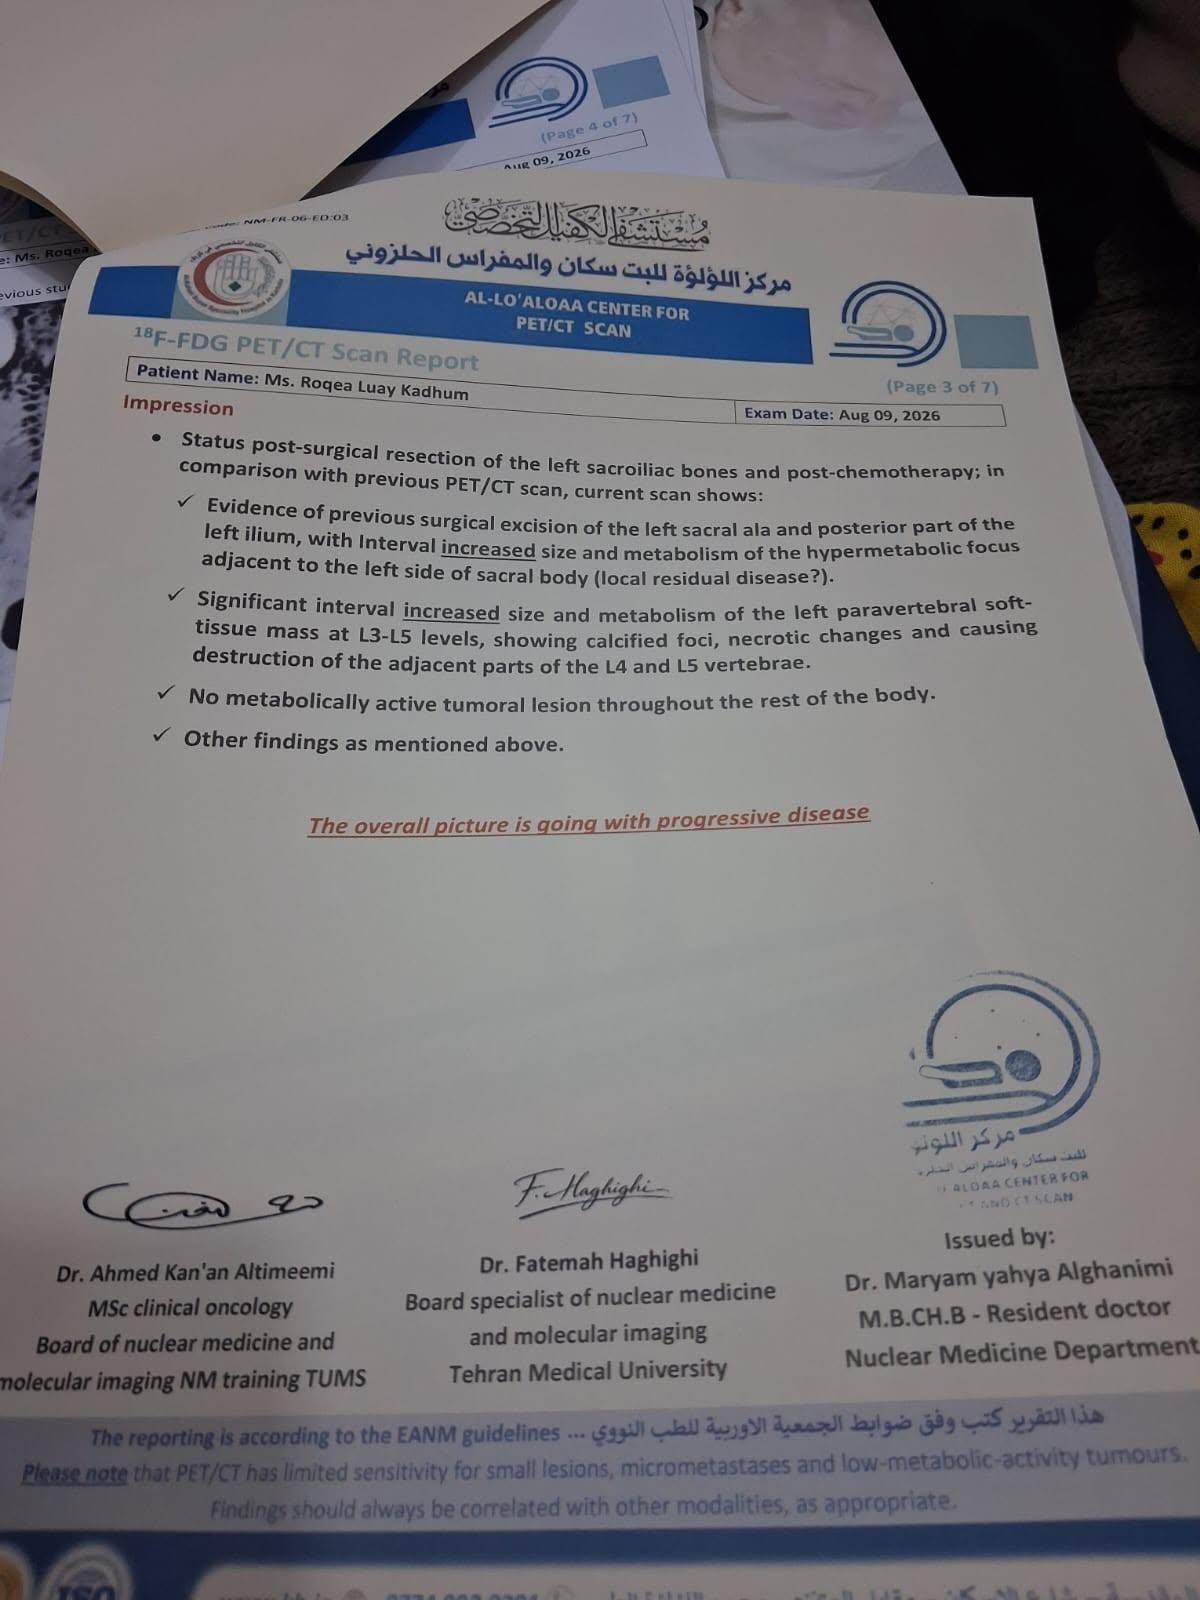 (Page 4 of 7)
Aug 09, 2026
NM-FR-06-ED:03
مستشفى الكفيل التخصصي
مركز اللؤلؤة للبت سكان والمفراس الحلزوني
AL-LO'ALOAA CENTER FOR
PET/CT SCAN
¹⁸F-FDG PET/CT Scan Report
(Page 3 of 7)
Patient Name: Ms. Roqea Luay Kadhum
Exam Date: Aug 09, 2026
Impression
• Status post-surgical resection of the left sacroiliac bones and post-chemotherapy; in
comparison with previous PET/CT scan, current scan shows:
✓ Evidence of previous surgical excision of the left sacral ala and posterior part of the
left ilium, with Interval increased size and metabolism of the hypermetabolic focus
adjacent to the left side of sacral body (local residual disease?).
✓ Significant interval increased size and metabolism of the left paravertebral soft-
tissue mass at L3-L5 levels, showing calcified foci, necrotic changes and causing
destruction of the adjacent parts of the L4 and L5 vertebrae.
✓ No metabolically active tumoral lesion throughout the rest of the body.
✓ Other findings as mentioned above.
The overall picture is going with progressive disease
مركز اللؤلؤ
للبت سكان والمفراس
ALOAA CENTER FOR
AND CT SCAN
F. Haghighi
Dr. Ahmed Kan'an Altimeemi
MSc clinical oncology
Board of nuclear medicine and
molecular imaging NM training TUMS
Dr. Fatemah Haghighi
Board specialist of nuclear medicine
and molecular imaging
Tehran Medical University
Issued by:
Dr. Maryam yahya Alghanimi
M.B.CH.B - Resident doctor
Nuclear Medicine Department
The reporting is according to the EANM guidelines ... هذا التقرير كتب وفق ضوابط الجمعية الاوربية للطب النووي
Please note that PET/CT has limited sensitivity for small lesions, micrometastases and low-metabolic-activity tumours.
Findings should always be correlated with other modalities, as appropriate.
ISO